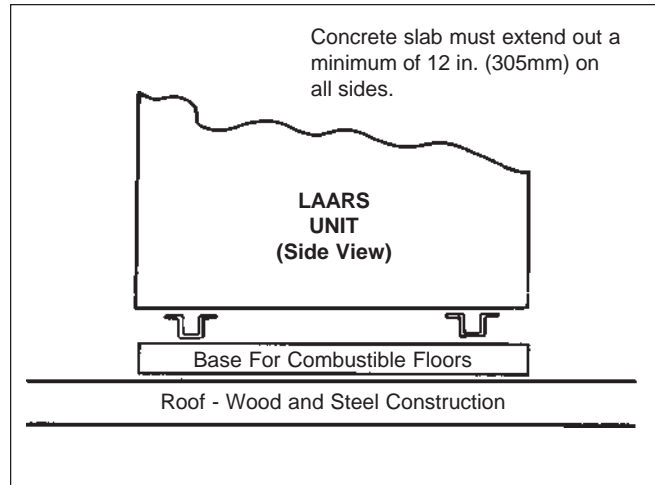 Concrete slab must extend out a
minimum of 12 in. (305mm) on
all sides.
LAARS
UNIT
(Side View)
Base For Combustible Floors
Roof - Wood and Steel Construction